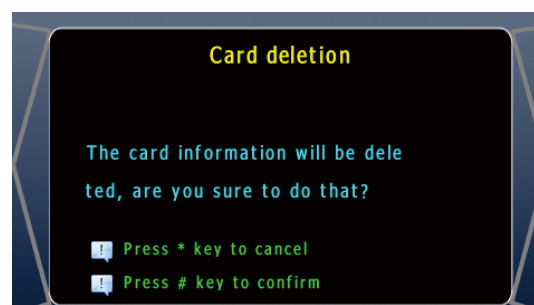 Card deletion
The card information will be dele
ted, are you sure to do that?
! Press * key to cancel
! Press # key to confirm